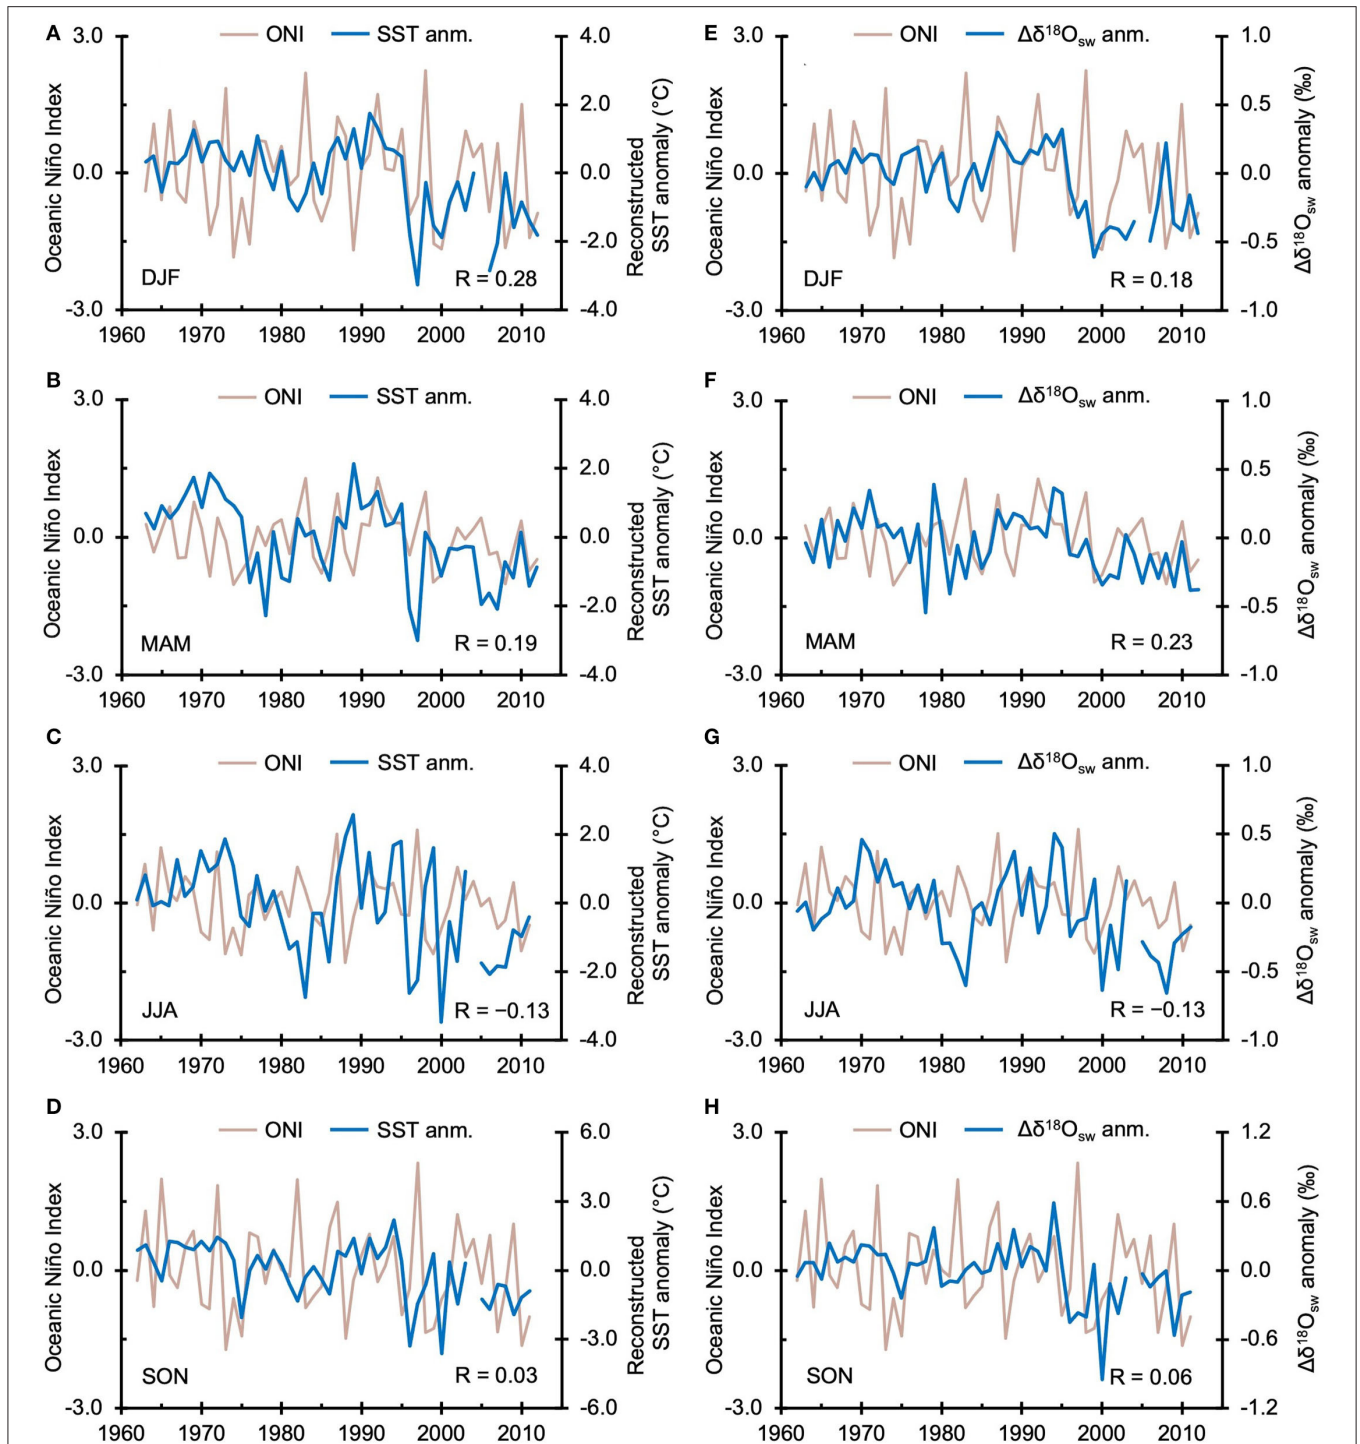 A
ONI
SST anm.
3.0
0.0
-3.0
Oceanic Niño Index
4.0
2.0
0.0
-2.0
-4.0
Reconstructed
SST anomaly (°C)
DJF
R = 0.28
1960 1970 1980 1990 2000 2010
E
ONI
Δδ¹⁸Osw anm.
3.0
0.0
-3.0
Oceanic Niño Index
1.0
0.5
0.0
-0.5
-1.0
Δδ¹⁸Osw anomaly (‰)
DJF
R = 0.18
1960 1970 1980 1990 2000 2010
B
ONI
SST anm.
3.0
0.0
-3.0
Oceanic Niño Index
4.0
2.0
0.0
-2.0
-4.0
Reconstructed
SST anomaly (°C)
MAM
R = 0.19
1960 1970 1980 1990 2000 2010
F
ONI
Δδ¹⁸Osw anm.
3.0
0.0
-3.0
Oceanic Niño Index
1.0
0.5
0.0
-0.5
-1.0
Δδ¹⁸Osw anomaly (‰)
MAM
R = 0.23
1960 1970 1980 1990 2000 2010
C
ONI
SST anm.
3.0
0.0
-3.0
Oceanic Niño Index
4.0
2.0
0.0
-2.0
-4.0
Reconstructed
SST anomaly (°C)
JJA
R = −0.13
1960 1970 1980 1990 2000 2010
G
ONI
Δδ¹⁸Osw anm.
3.0
0.0
-3.0
Oceanic Niño Index
1.0
0.5
0.0
-0.5
-1.0
Δδ¹⁸Osw anomaly (‰)
JJA
R = −0.13
1960 1970 1980 1990 2000 2010
D
ONI
SST anm.
3.0
0.0
-3.0
Oceanic Niño Index
6.0
3.0
0.0
-3.0
-6.0
Reconstructed
SST anomaly (°C)
SON
R = 0.03
1960 1970 1980 1990 2000 2010
H
ONI
Δδ¹⁸Osw anm.
3.0
0.0
-3.0
Oceanic Niño Index
1.2
0.6
0.0
-0.6
-1.2
Δδ¹⁸Osw anomaly (‰)
SON
R = 0.06
1960 1970 1980 1990 2000 2010